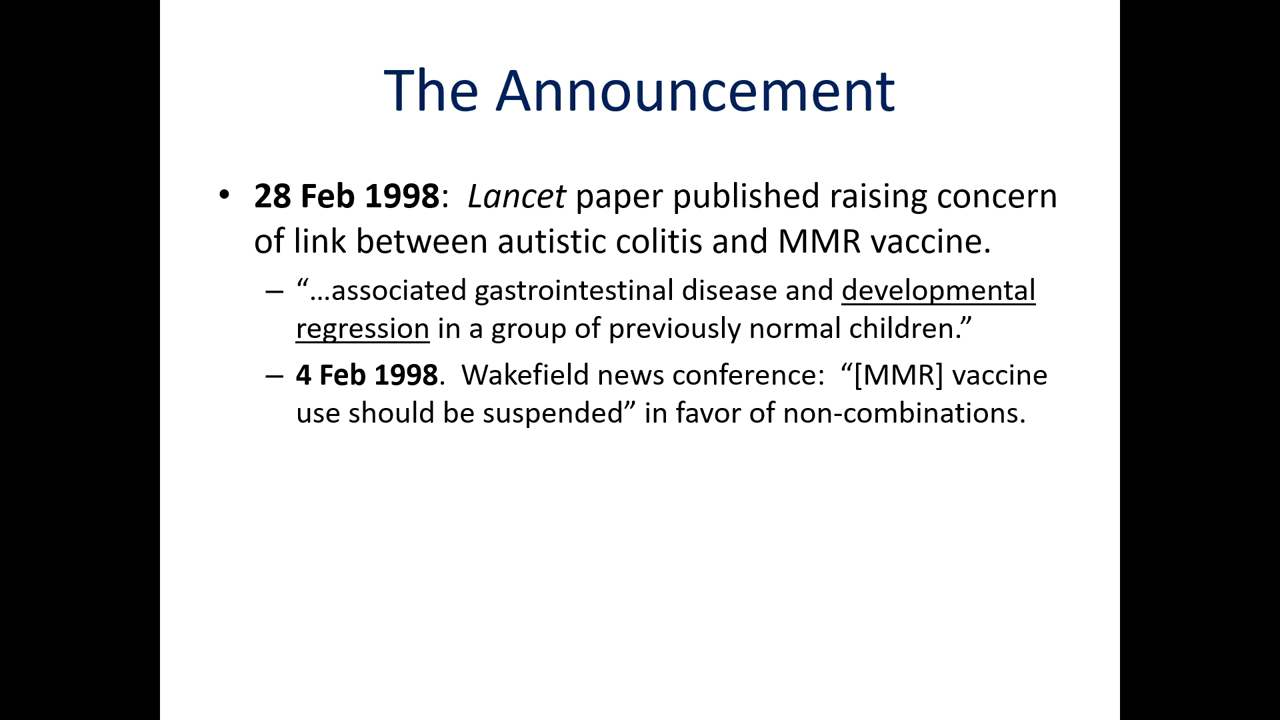 The Announcement
• 28 Feb 1998:  Lancet paper published raising concern
of link between autistic colitis and MMR vaccine.
– “…associated gastrointestinal disease and developmental
regression in a group of previously normal children.”
– 4 Feb 1998.  Wakefield news conference:  “[MMR] vaccine
use should be suspended” in favor of non-combinations.